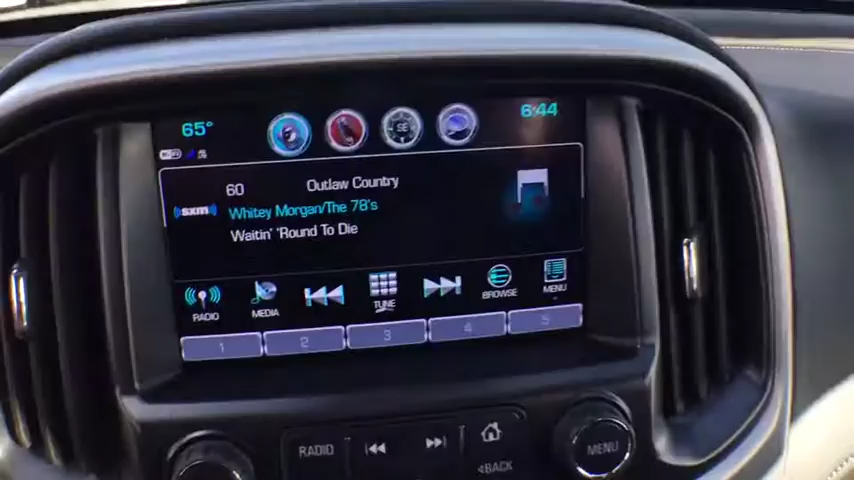 65°
6:44
SE
60
Outlaw Country
sxm
Whitey Morgan/The 78's
Waitin' 'Round To Die
RADIO
MEDIA
TUNE
BROWSE
MENU
1 2 3 4 5
RADIO
MENU
BACK